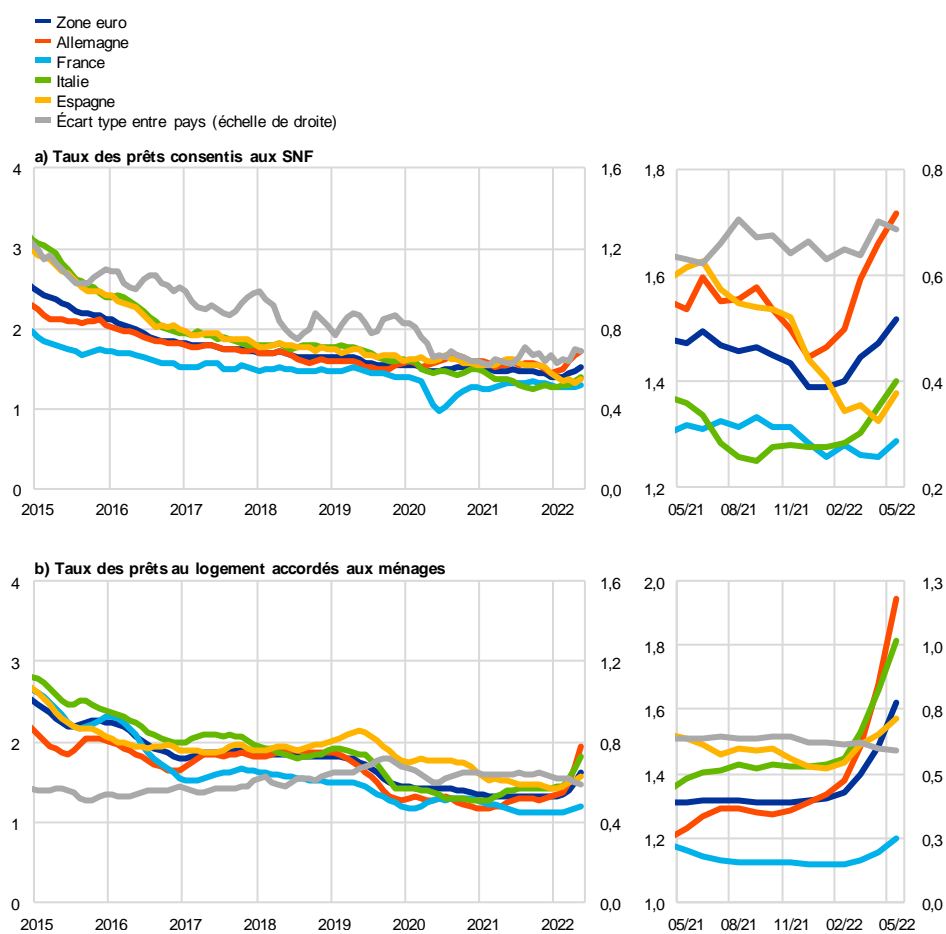 Zone euro
Allemagne
France
Italie
Espagne
Écart type entre pays (échelle de droite)
a) Taux des prêts consentis aux SNF
4 1,6 1,8 0,8
3 1,2 1,6 0,6
2 0,8 1,4 0,4
1 0,4
0 0,0 1,2 0,2
2015 2016 2017 2018 2019 2020 2021 2022 05/21 08/21 11/21 02/22 05/22
b) Taux des prêts au logement accordés aux ménages
4 1,6 2,0 1,3
1,8 1,0
3 1,2
1,6 0,8
2 0,8
1,4 0,5
1 0,4 1,2 0,3
0 0,0 1,0 0,0
2015 2016 2017 2018 2019 2020 2021 2022 05/21 08/21 11/21 02/22 05/22